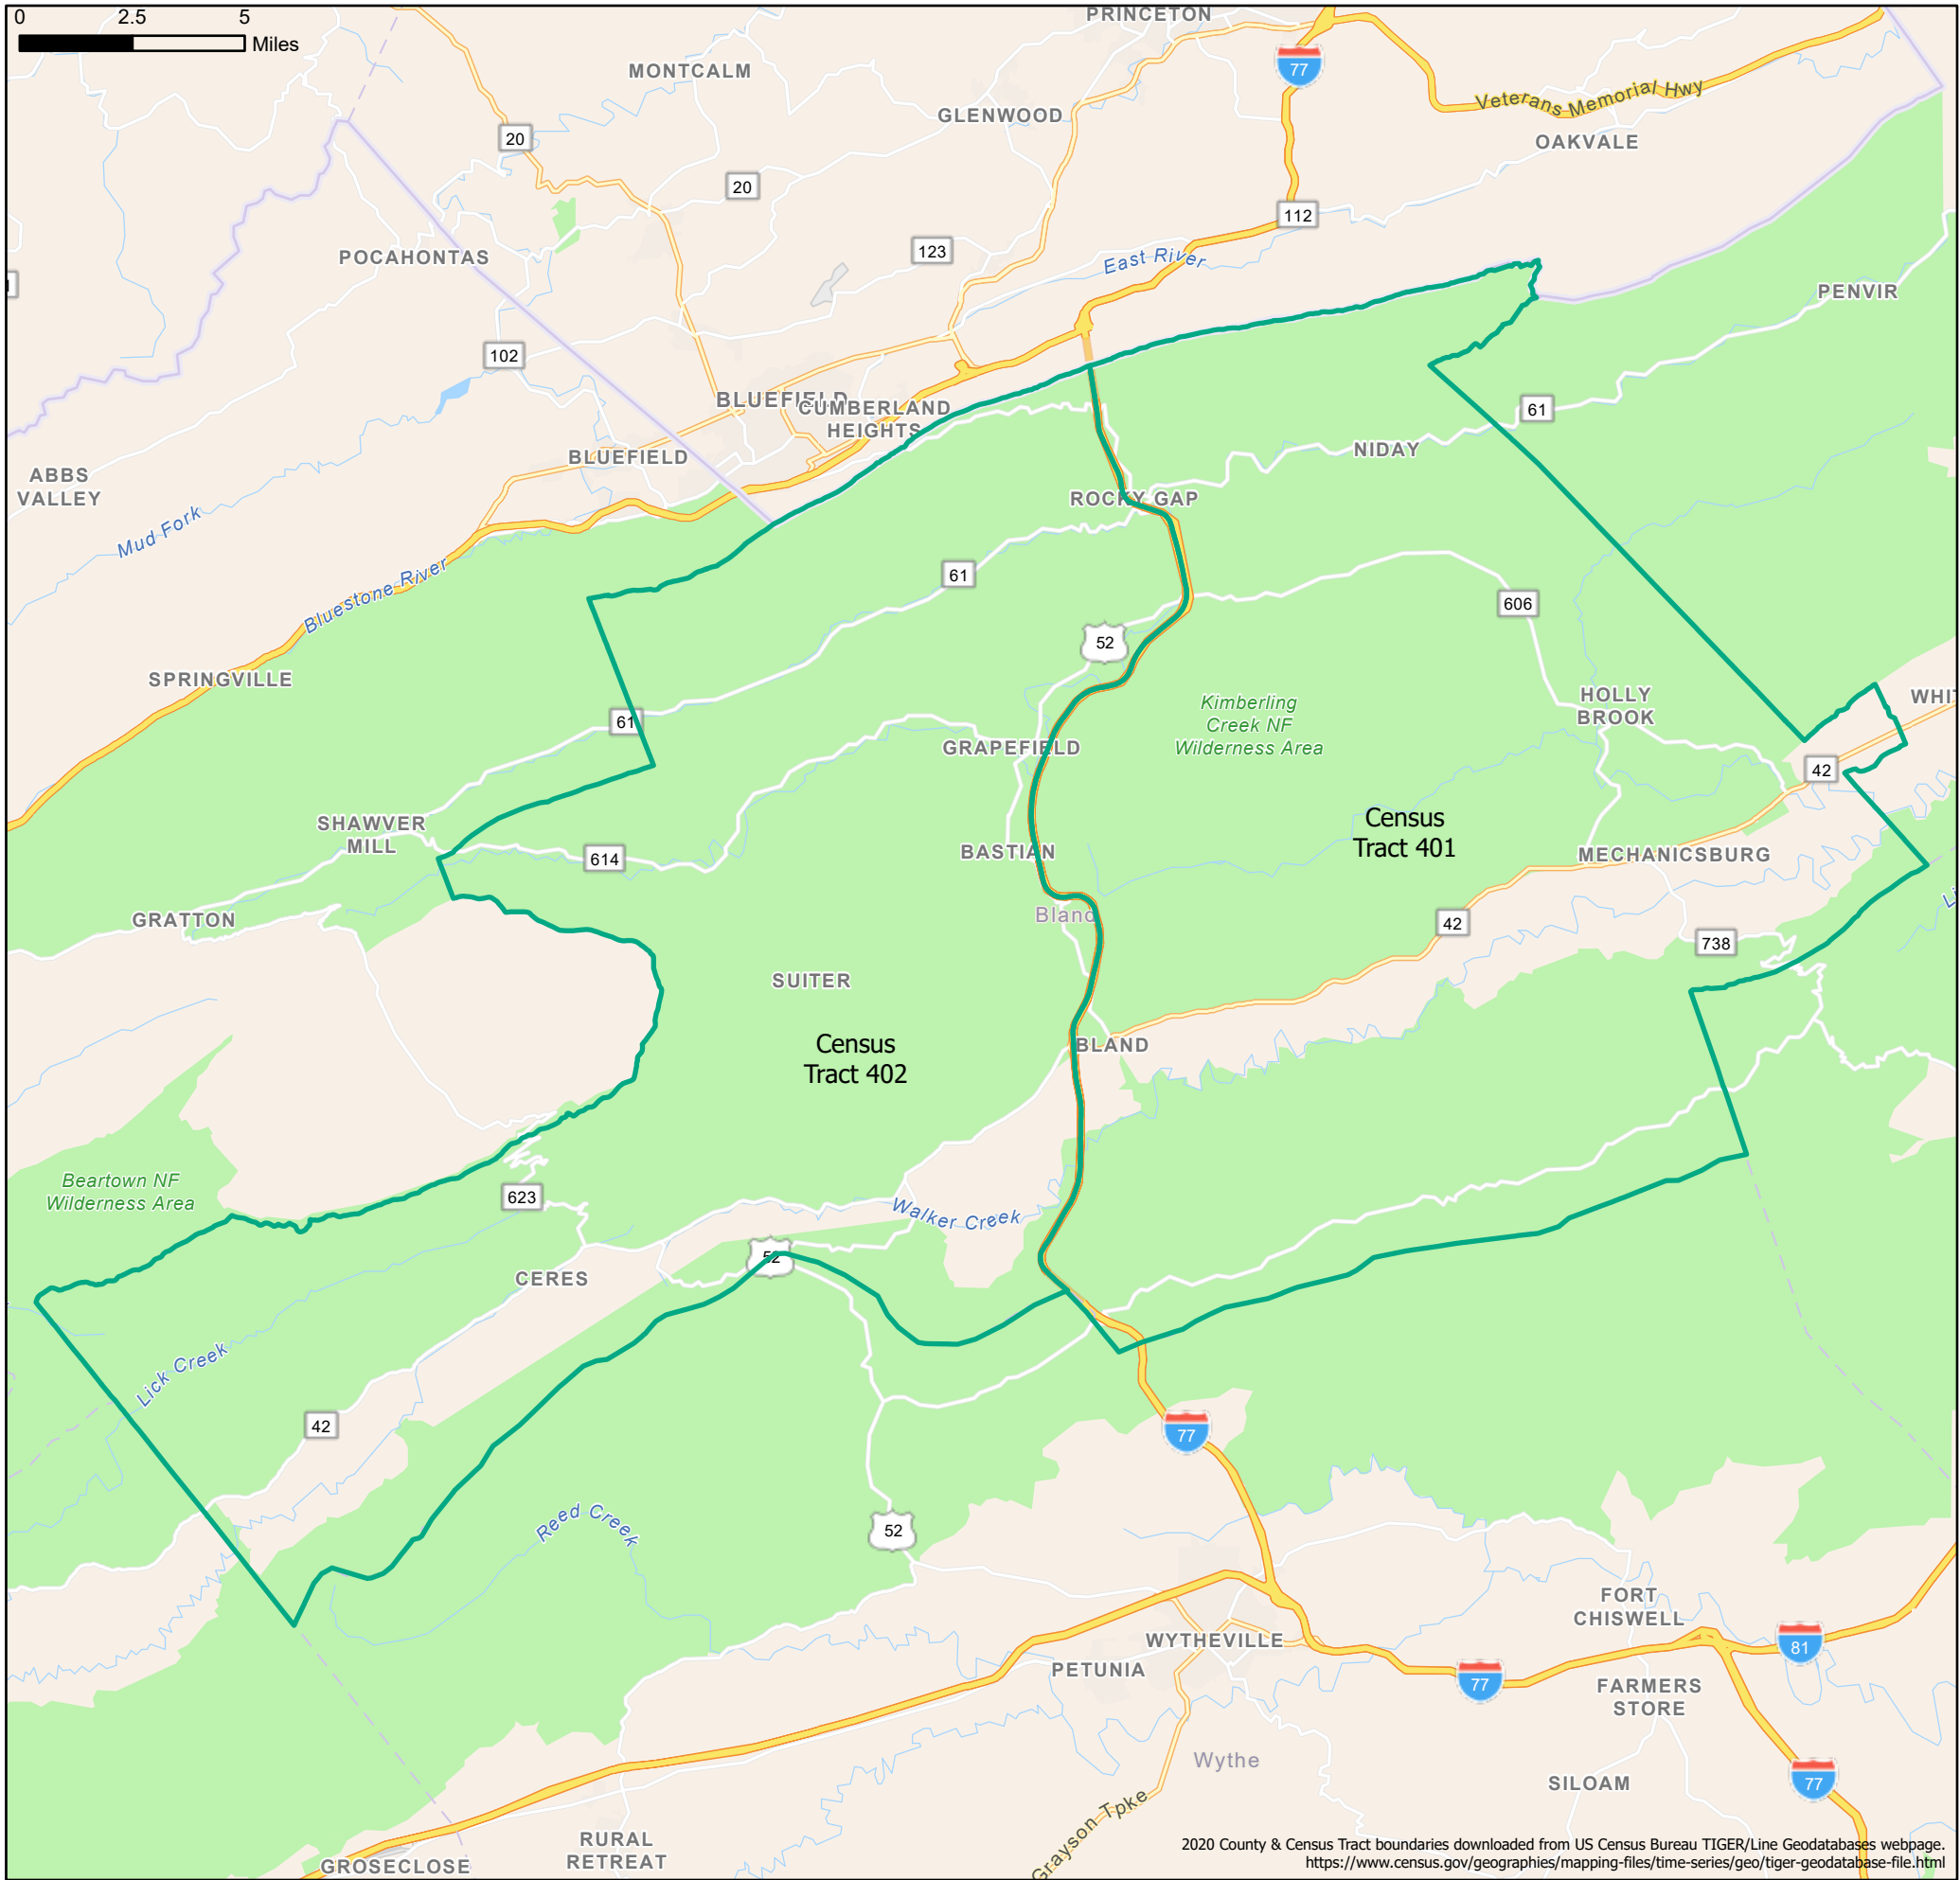 0 2.5 5
Miles
PRINCETON
77
MONTCALM
Veterans Memorial Hwy
GLENWOOD
20
OAKVALE
20
112
123
POCAHONTAS
East River
PENVIR
102
BLUEFIELD
CUMBERLAND
HEIGHTS
61
BLUEFIELD
NIDAY
ABBS
VALLEY
ROCKY GAP
Mud Fork
61
Bluestone River
606
52
SPRINGVILLE
Kimberling
Creek NF
Wilderness Area
HOLLY
BROOK
WHIT
61
GRAPEFIELD
42
SHAWVER
MILL
Census
Tract 401
614
BASTIAN
MECHANICSBURG
GRATTON
Bland
42
738
Li
SUITER
Census
Tract 402
BLAND
Beartown NF
Wilderness Area
623
Walker Creek
52
CERES
Lick Creek
42
77
Reed Creek
52
FORT
CHISWELL
WYTHEVILLE
81
PETUNIA
77
FARMERS
STORE
Wythe
SILOAM
77
Grayson Tpke
RURAL
RETREAT
GROSECLOSE
2020 County & Census Tract boundaries downloaded from US Census Bureau TIGER/Line Geodatabases webpage.
https://www.census.gov/geographies/mapping-files/time-series/geo/tiger-geodatabase-file.html